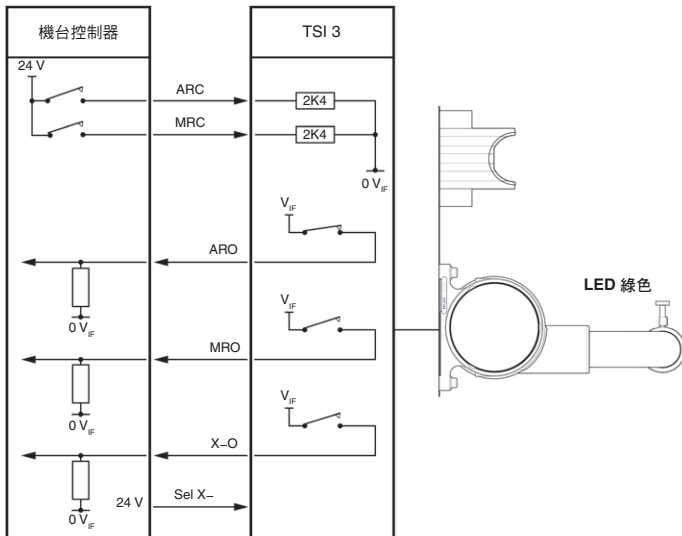 機台控制器
TSI 3
24 V
ARC
2K4
MRC
2K4
0 V_IF
V_IF
ARO
0 V_IF
V_IF
LED 綠色
MRO
0 V_IF
V_IF
X–O
24 V
Sel X–
0 V_IF